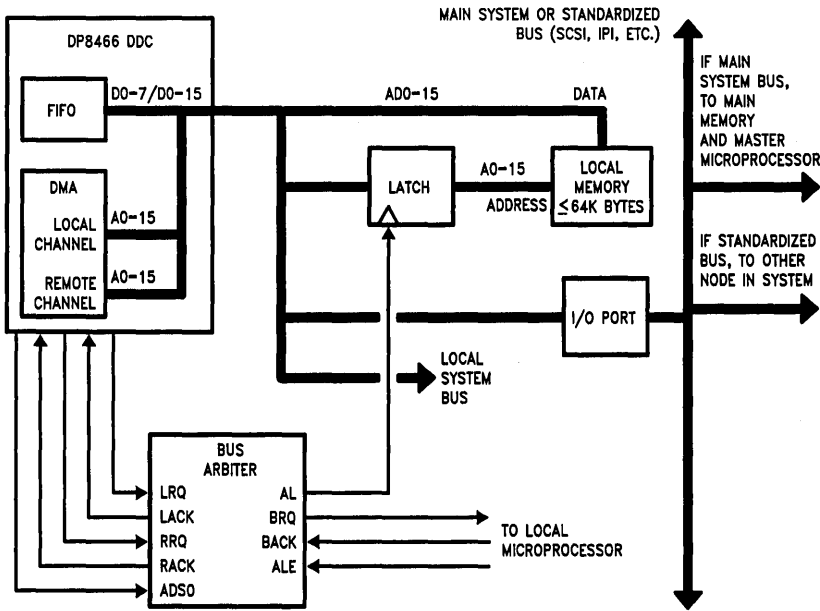 MAIN SYSTEM OR STANDARDIZED
BUS (SCSI, IPI, ETC.)
DP8466 DDC
FIFO
D0-7/D0-15
AD0-15
DATA
IF MAIN
SYSTEM BUS,
TO MAIN
MEMORY
AND MASTER
MICROPROCESSOR
DMA
LOCAL
CHANNEL
A0-15
REMOTE
CHANNEL
A0-15
LATCH
A0-15
ADDRESS
LOCAL
MEMORY
≤64K BYTES
IF STANDARDIZED
BUS, TO OTHER
NODE IN SYSTEM
I/O PORT
LOCAL
SYSTEM
BUS
BUS
ARBITER
LRQ
LACK
RRQ
RACK
ADS0
AL
BRQ
BACK
ALE
TO LOCAL
MICROPROCESSOR